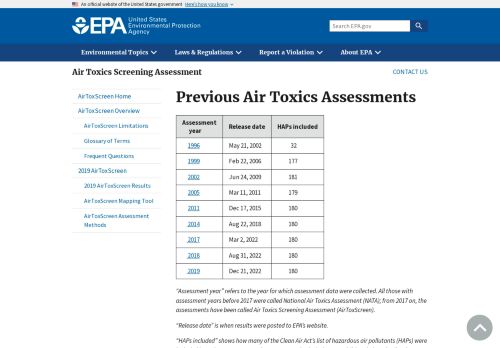 An official website of the United States government Here's how you know
EPA United States
Environmental Protection
Agency
Search EPA.gov
Environmental Topics Laws & Regulations Report a Violation About EPA
Air Toxics Screening Assessment
CONTACT US
AirToxScreen Home
AirToxScreen Overview
AirToxScreen Limitations
Glossary of Terms
Frequent Questions
2019 AirToxScreen
2019 AirToxScreen Results
AirToxScreen Mapping Tool
AirToxScreen Assessment
Methods
Previous Air Toxics Assessments
Assessment
year Release date HAPs included
1996 May 21, 2002 32
1999 Feb 22, 2006 177
2002 Jun 24, 2009 181
2005 Mar 11, 2011 179
2011 Dec 17, 2015 180
2014 Aug 22, 2018 180
2017 Mar 2, 2022 180
2018 Aug 31, 2022 180
2019 Dec 21, 2022 180
"Assessment year" refers to the year for which assessment data were collected. All those with
assessment years before 2017 were called National Air Toxics Assessment (NATA); from 2017 on, the
assessments have been called Air Toxics Screening Assessment (AirToxScreen).
"Release date" is when results were posted to EPA's website.
"HAPs included" shows how many of the Clean Air Act's list of hazardous air pollutants (HAPs) were